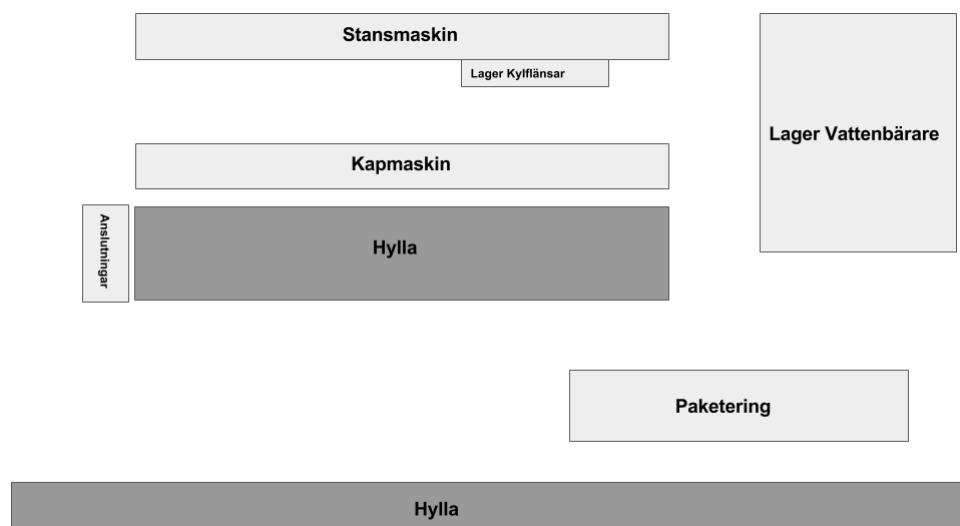 Stansmaskin
Lager Kylflänsar
Lager Vattenbärare
Kapmaskin
Anslutningar
Hylla
Paketering
Hylla